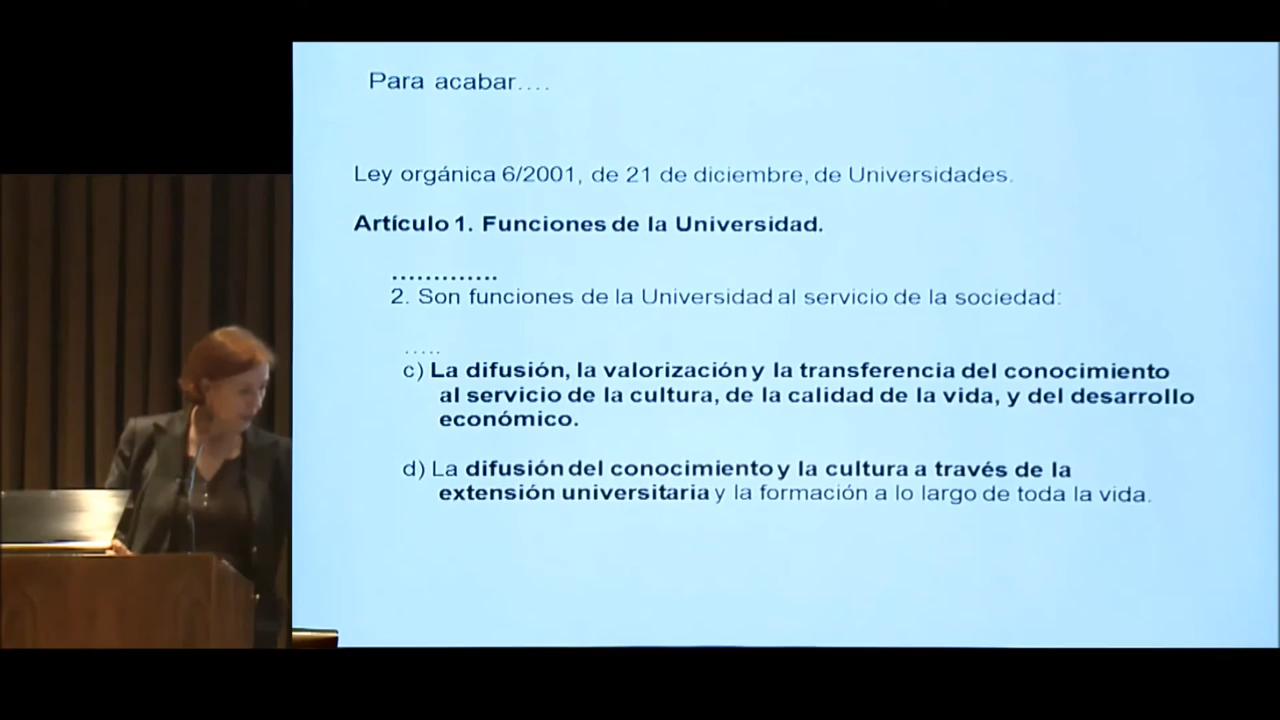 Para acabar....
Ley orgánica 6/2001, de 21 de diciembre, de Universidades.
Artículo 1. Funciones de la Universidad.
.............
2. Son funciones de la Universidad al servicio de la sociedad:
.....
c) La difusión, la valorización y la transferencia del conocimiento
al servicio de la cultura, de la calidad de la vida, y del desarrollo
económico.
d) La difusión del conocimiento y la cultura a través de la
extensión universitaria y la formación a lo largo de toda la vida.